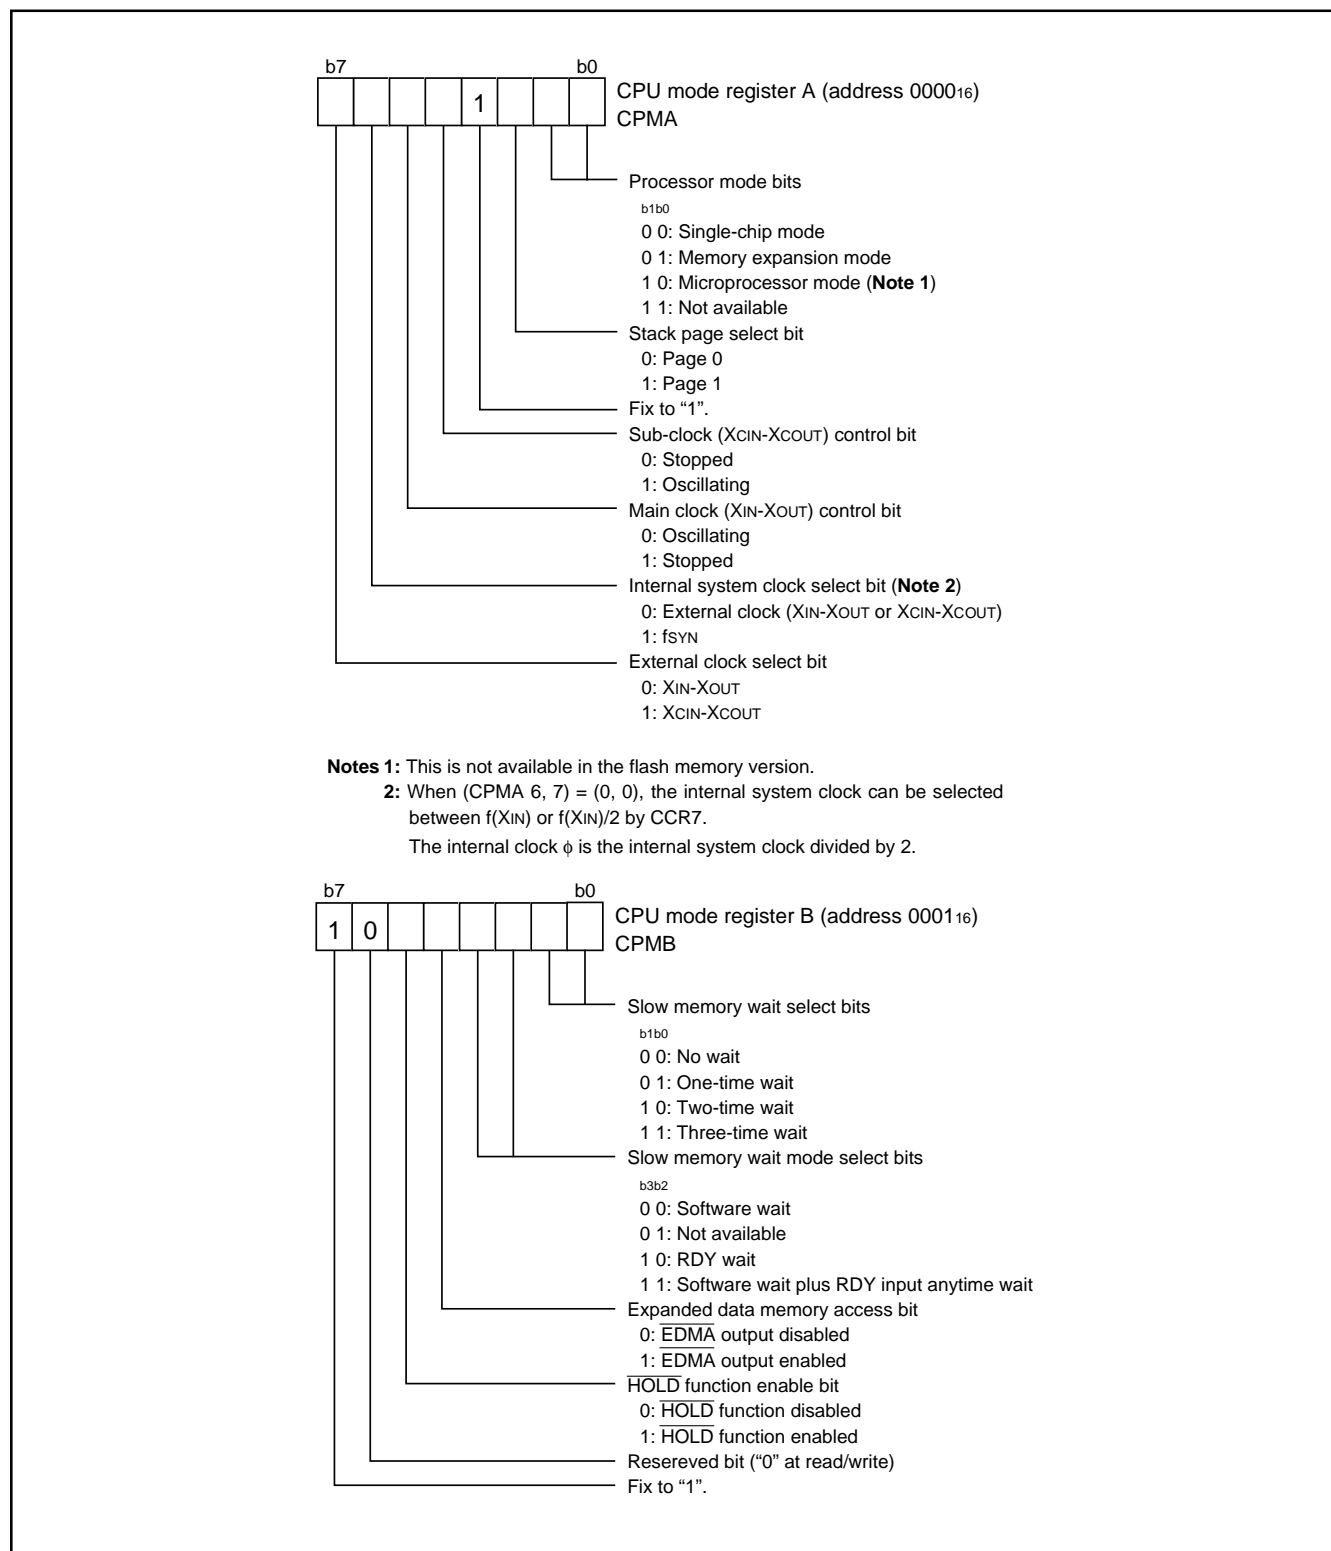 b7 b0
1
CPU mode register A (address 0000₁₆)
CPMA
Processor mode bits
b1b0
0 0: Single-chip mode
0 1: Memory expansion mode
1 0: Microprocessor mode (Note 1)
1 1: Not available
Stack page select bit
0: Page 0
1: Page 1
Fix to “1”.
Sub-clock (XCIN-XCOUT) control bit
0: Stopped
1: Oscillating
Main clock (XIN-XOUT) control bit
0: Oscillating
1: Stopped
Internal system clock select bit (Note 2)
0: External clock (XIN-XOUT or XCIN-XCOUT)
1: fSYN
External clock select bit
0: XIN-XOUT
1: XCIN-XCOUT
Notes 1: This is not available in the flash memory version.
2: When (CPMA 6, 7) = (0, 0), the internal system clock can be selected
between f(XIN) or f(XIN)/2 by CCR7.
The internal clock ϕ is the internal system clock divided by 2.
b7 b0
1 0
CPU mode register B (address 0001₁₆)
CPMB
Slow memory wait select bits
b1b0
0 0: No wait
0 1: One-time wait
1 0: Two-time wait
1 1: Three-time wait
Slow memory wait mode select bits
b3b2
0 0: Software wait
0 1: Not available
1 0: RDY wait
1 1: Software wait plus RDY input anytime wait
Expanded data memory access bit
0: EDMA output disabled
1: EDMA output enabled
HOLD function enable bit
0: HOLD function disabled
1: HOLD function enabled
Resereved bit (“0” at read/write)
Fix to “1”.